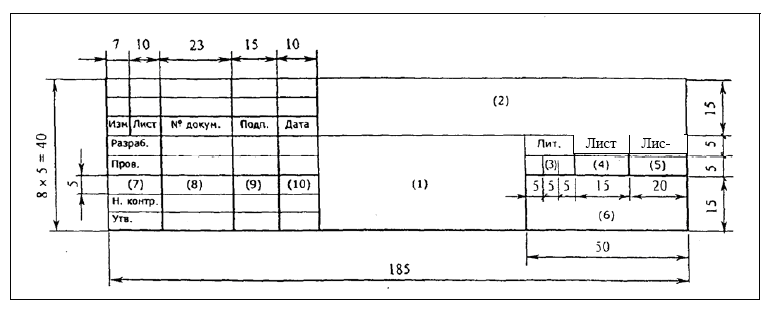 7 10 23 15 10
(2)
15
Изм Лист № докум. Подп. Дата
Разраб.
Лит. Лист Лис-
5
Пров.
(3) (4) (5)
5
8 × 5 = 40
5
(7) (8) (9) (10)
(1)
5 5 5 15 20
Н. контр.
(6)
15
Утв.
50
185